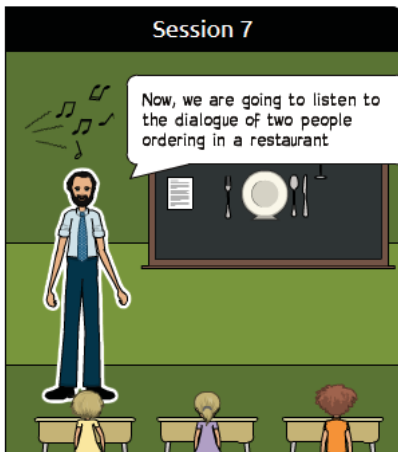 Session 7
Now, we are going to listen to
the dialogue of two people
ordering in a restaurant